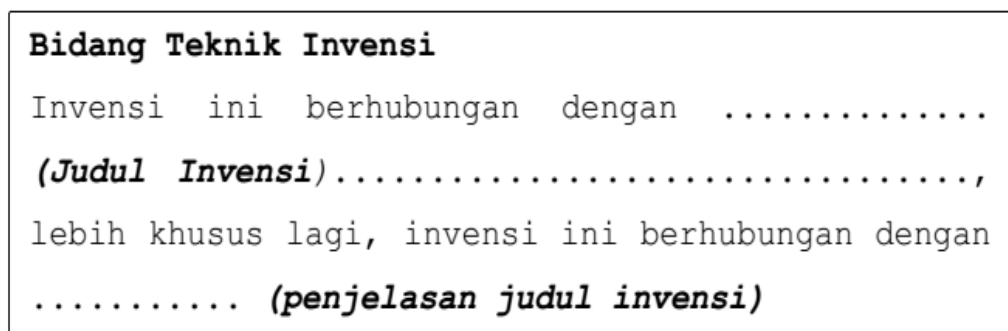 Bidang Teknik Invensi
Invensi ini berhubungan dengan ..............
(Judul Invensi).................................,
lebih khusus lagi, invensi ini berhubungan dengan
........... (penjelasan judul invensi)